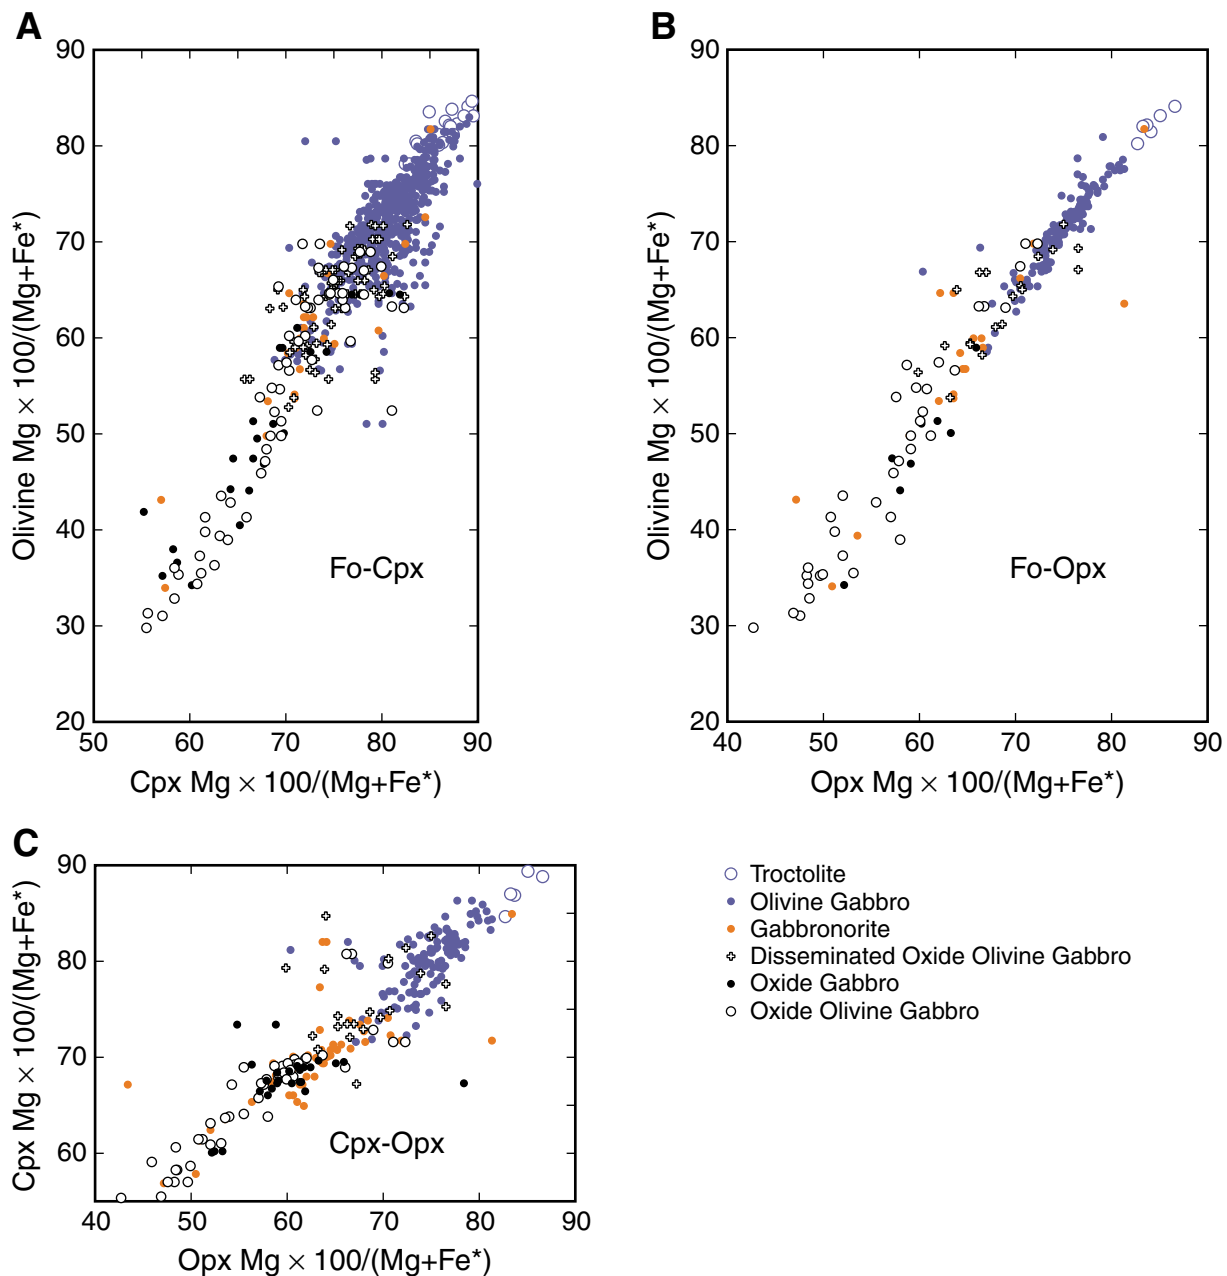 A
90
80
70
60
50
40
30
20
50
60
70
80
90
Olivine Mg × 100/(Mg+Fe*)
Cpx Mg × 100/(Mg+Fe*)
Fo-Cpx
B
90
80
70
60
50
40
30
20
40
50
60
70
80
90
Olivine Mg × 100/(Mg+Fe*)
Opx Mg × 100/(Mg+Fe*)
Fo-Opx
C
90
80
70
60
40
50
60
70
80
90
Cpx Mg × 100/(Mg+Fe*)
Opx Mg × 100/(Mg+Fe*)
Cpx-Opx
Troctolite
Olivine Gabbro
Gabbronorite
Disseminated Oxide Olivine Gabbro
Oxide Gabbro
Oxide Olivine Gabbro